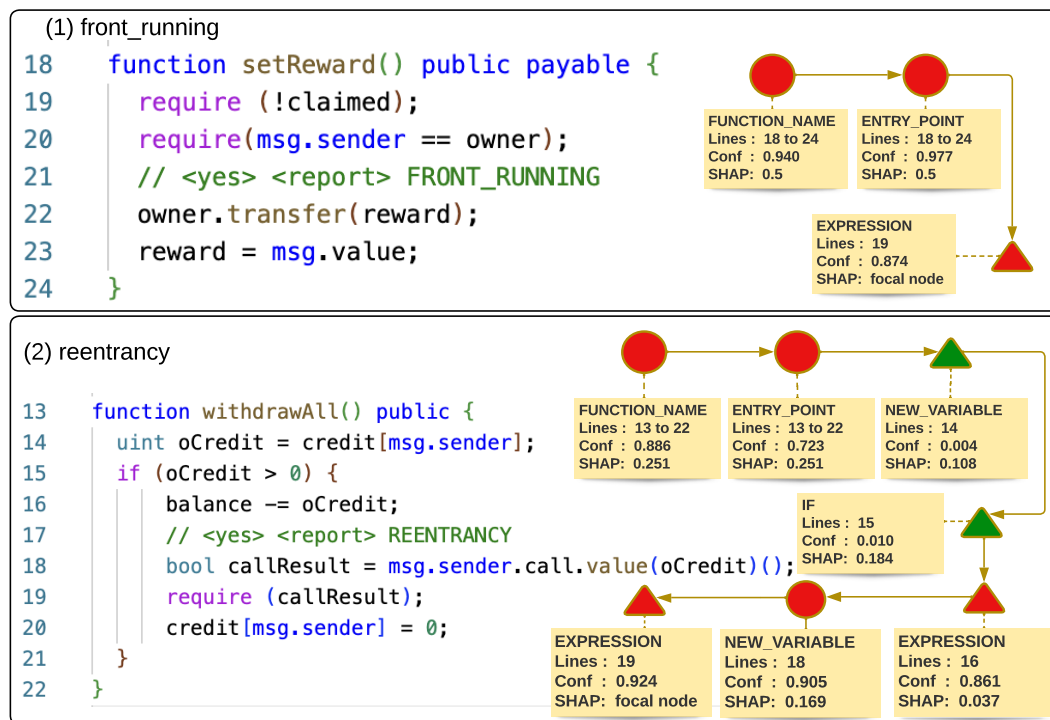 (1) front_running
18 function setReward() public payable {
19 require (!claimed);
20 require(msg.sender == owner);
21 // <yes> <report> FRONT_RUNNING
22 owner.transfer(reward);
23 reward = msg.value;
24 }
FUNCTION_NAME
Lines : 18 to 24
Conf : 0.940
SHAP: 0.5
ENTRY_POINT
Lines : 18 to 24
Conf : 0.977
SHAP: 0.5
EXPRESSION
Lines : 19
Conf : 0.874
SHAP: focal node
(2) reentrancy
13 function withdrawAll() public {
14 uint oCredit = credit[msg.sender];
15 if (oCredit > 0) {
16 balance -= oCredit;
17 // <yes> <report> REENTRANCY
18 bool callResult = msg.sender.call.value(oCredit)();
19 require (callResult);
20 credit[msg.sender] = 0;
21 }
22 }
FUNCTION_NAME
Lines : 13 to 22
Conf : 0.886
SHAP: 0.251
ENTRY_POINT
Lines : 13 to 22
Conf : 0.723
SHAP: 0.251
NEW_VARIABLE
Lines : 14
Conf : 0.004
SHAP: 0.108
IF
Lines : 15
Conf : 0.010
SHAP: 0.184
EXPRESSION
Lines : 19
Conf : 0.924
SHAP: focal node
NEW_VARIABLE
Lines : 18
Conf : 0.905
SHAP: 0.169
EXPRESSION
Lines : 16
Conf : 0.861
SHAP: 0.037